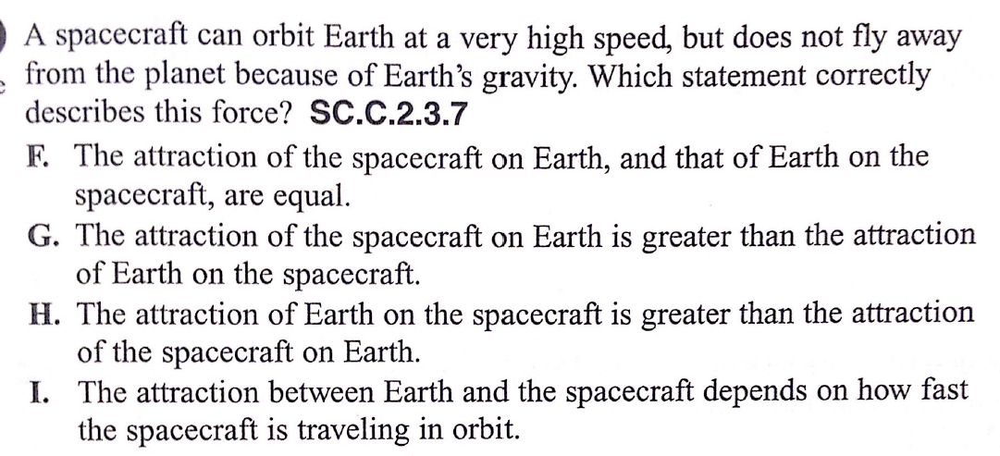 A spacecraft can orbit Earth at a very high speed, but does not fly away
from the planet because of Earth's gravity. Which statement correctly
describes this force? SC.C.2.3.7
F. The attraction of the spacecraft on Earth, and that of Earth on the
spacecraft, are equal.
G. The attraction of the spacecraft on Earth is greater than the attraction
of Earth on the spacecraft.
H. The attraction of Earth on the spacecraft is greater than the attraction
of the spacecraft on Earth.
I. The attraction between Earth and the spacecraft depends on how fast
the spacecraft is traveling in orbit.